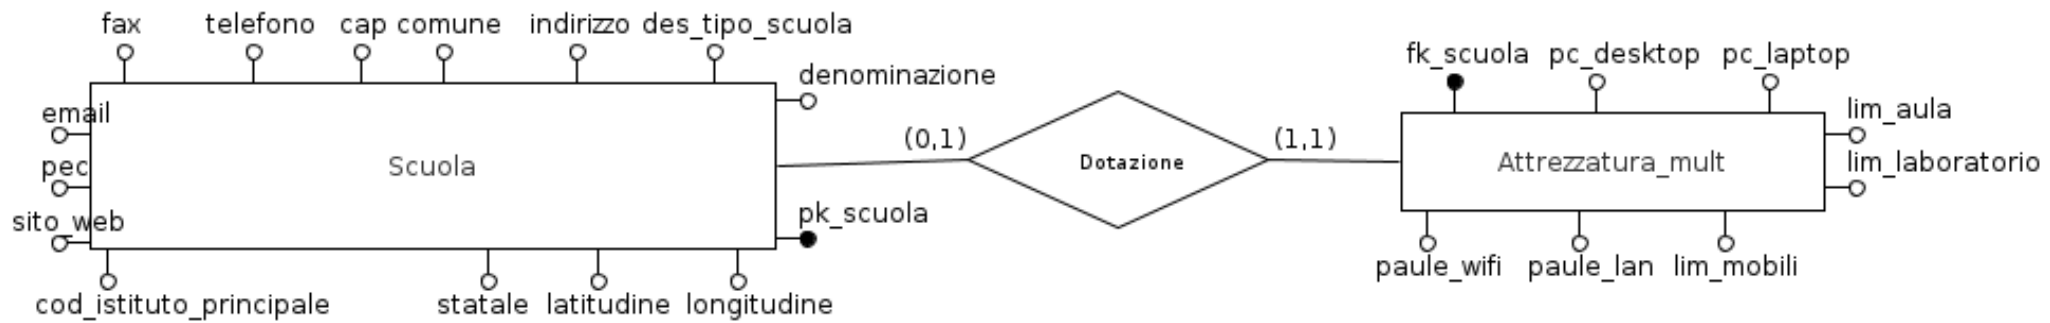 fax telefono cap comune indirizzo des_tipo_scuola
fk_scuola pc_desktop pc_laptop
denominazione
email
lim_aula
(0,1) (1,1)
pec Scuola Dotazione Attrezzatura_mult lim_laboratorio
sito_web
pk_scuola
paule_wifi paule_lan lim_mobili
cod_istituto_principale statale latitudine longitudine